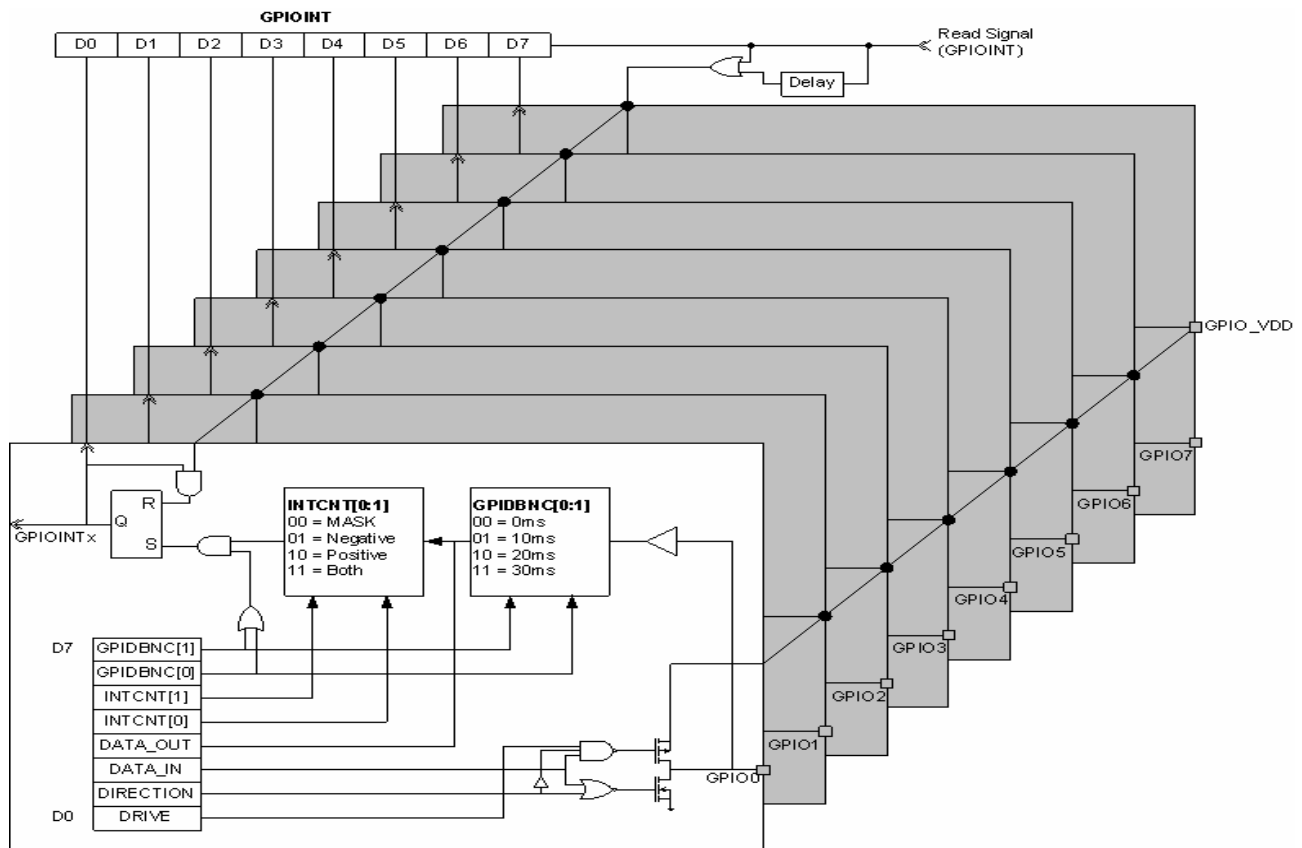 GPIOINT
D0 D1 D2 D3 D4 D5 D6 D7
Read Signal
(GPIOINT)
Delay
GPIO_VDD
GPIO7
GPIO6
GPIO5
GPIO4
GPIO3
GPIO2
GPIO1
GPIO0
R
Q
S
GPIOINTx
INTCNT[0:1]
00 = MASK
01 = Negative
10 = Positive
11 = Both
GPIDBNC[0:1]
00 = 0ms
01 = 10ms
10 = 20ms
11 = 30ms
D7 GPIDBNC[1]
GPIDBNC[0]
INTCNT[1]
INTCNT[0]
DATA_OUT
DATA_IN
DIRECTION
D0 DRIVE